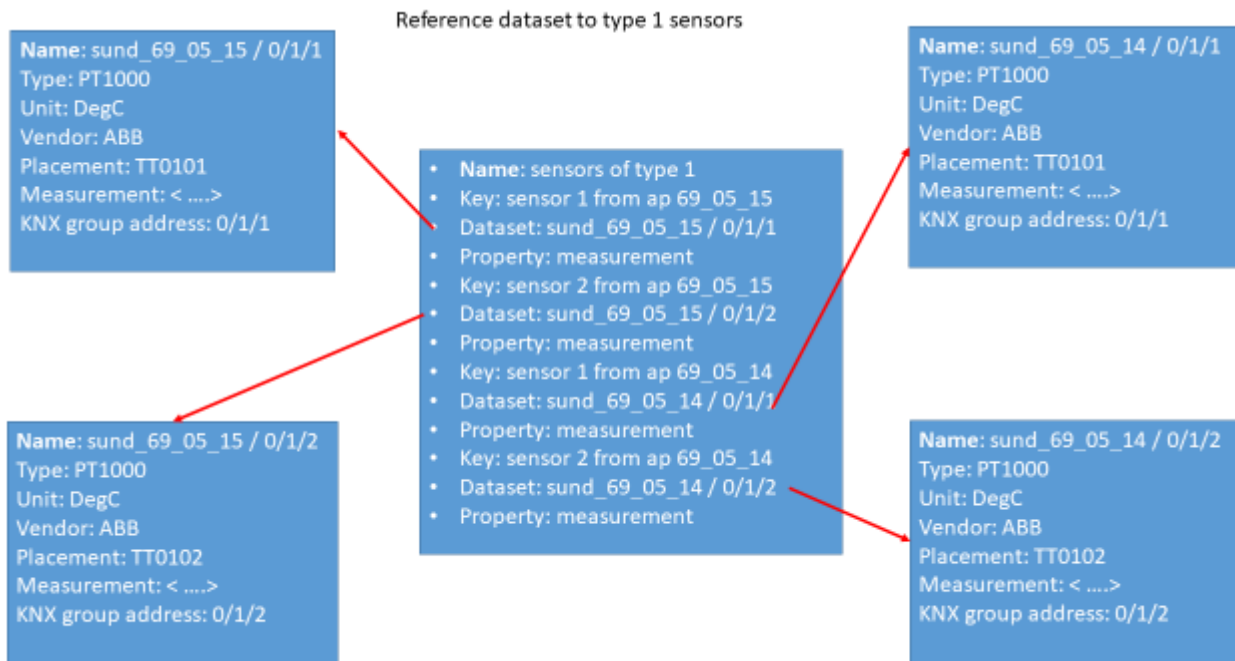 Reference dataset to type 1 sensors
Name: sund_69_05_15 / 0/1/1
Type: PT1000
Unit: DegC
Vendor: ABB
Placement: TT0101
Measurement: < ....>
KNX group address: 0/1/1
Name: sund_69_05_15 / 0/1/2
Type: PT1000
Unit: DegC
Vendor: ABB
Placement: TT0102
Measurement: < ....>
KNX group address: 0/1/2
• Name: sensors of type 1
• Key: sensor 1 from ap 69_05_15
• Dataset: sund_69_05_15 / 0/1/1
• Property: measurement
• Key: sensor 2 from ap 69_05_15
• Dataset: sund_69_05_15 / 0/1/2
• Property: measurement
• Key: sensor 1 from ap 69_05_14
• Dataset: sund_69_05_14 / 0/1/1
• Property: measurement
• Key: sensor 2 from ap 69_05_14
• Dataset: sund_69_05_14 / 0/1/2
• Property: measurement
Name: sund_69_05_14 / 0/1/1
Type: PT1000
Unit: DegC
Vendor: ABB
Placement: TT0101
Measurement: < ....>
KNX group address: 0/1/1
Name: sund_69_05_14 / 0/1/2
Type: PT1000
Unit: DegC
Vendor: ABB
Placement: TT0102
Measurement: < ....>
KNX group address: 0/1/2